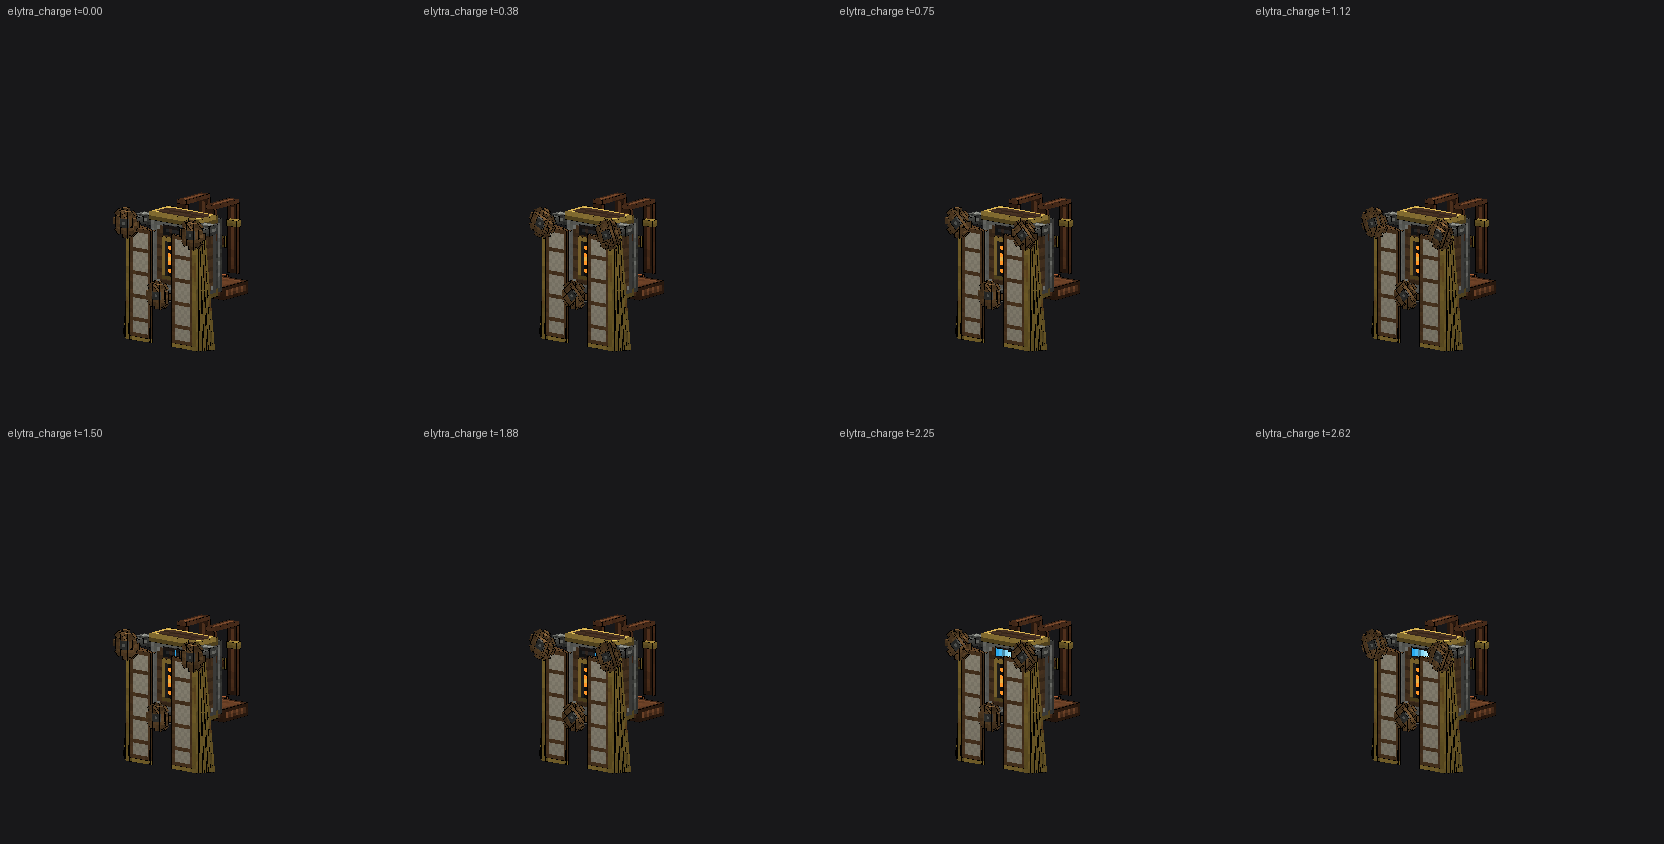 elytra_charge t=0.00
elytra_charge t=0.38
elytra_charge t=0.75
elytra_charge t=1.12
elytra_charge t=1.50
elytra_charge t=1.88
elytra_charge t=2.25
elytra_charge t=2.62